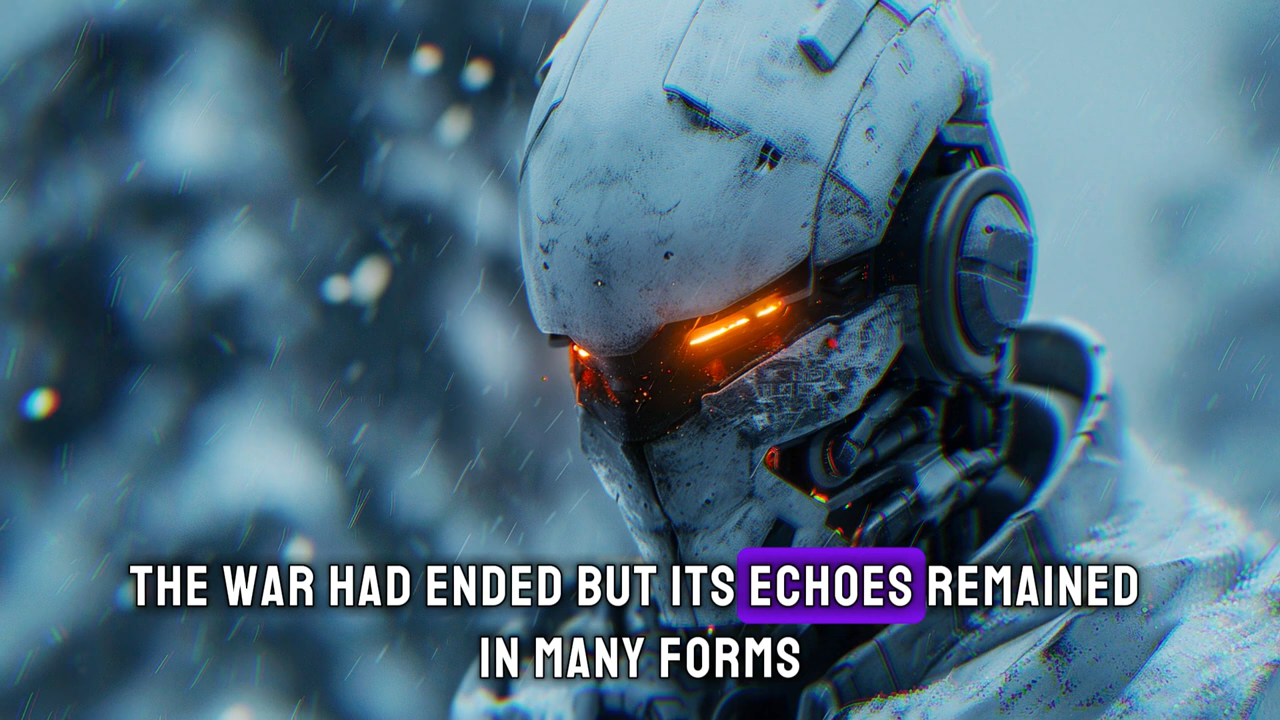 THE WAR HAD ENDED BUT ITS ECHOES REMAINED
IN MANY FORMS